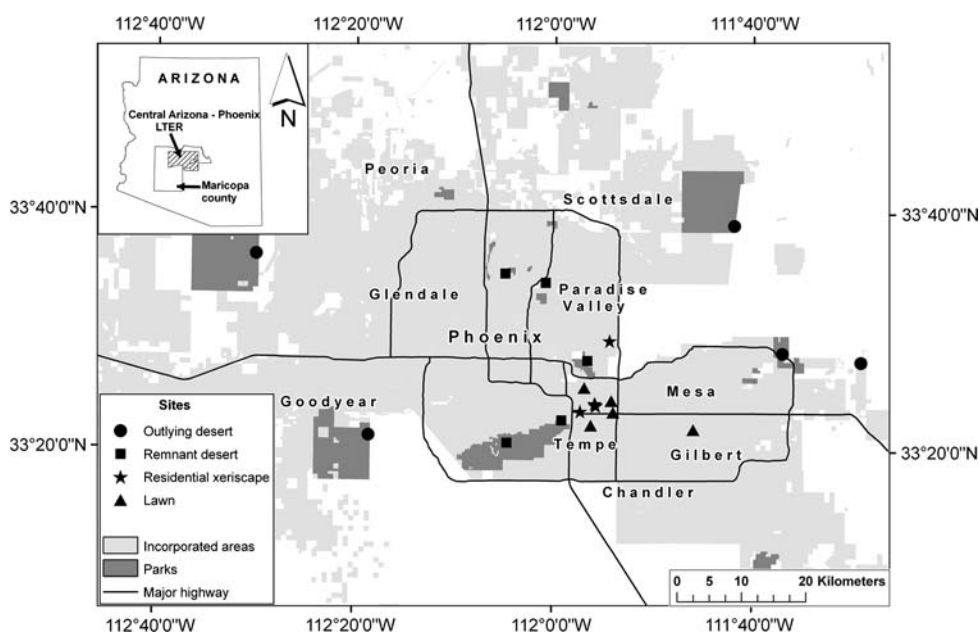 112°40'0"W
112°20'0"W
112°0'0"W
111°40'0"W
ARIZONA
Central Arizona - Phoenix
LTER
Maricopa
county
N
Peoria
Scottsdale
33°40'0"N
33°40'0"N
Glendale
Paradise
Valley
Phoenix
Mesa
Goodyear
Tempe
Gilbert
Chandler
33°20'0"N
33°20'0"N
Sites
Outlying desert
Remnant desert
Residential xeriscape
Lawn
Incorporated areas
Parks
Major highway
0 5 10 20 Kilometers
112°40'0"W
112°20'0"W
112°0'0"W
111°40'0"W